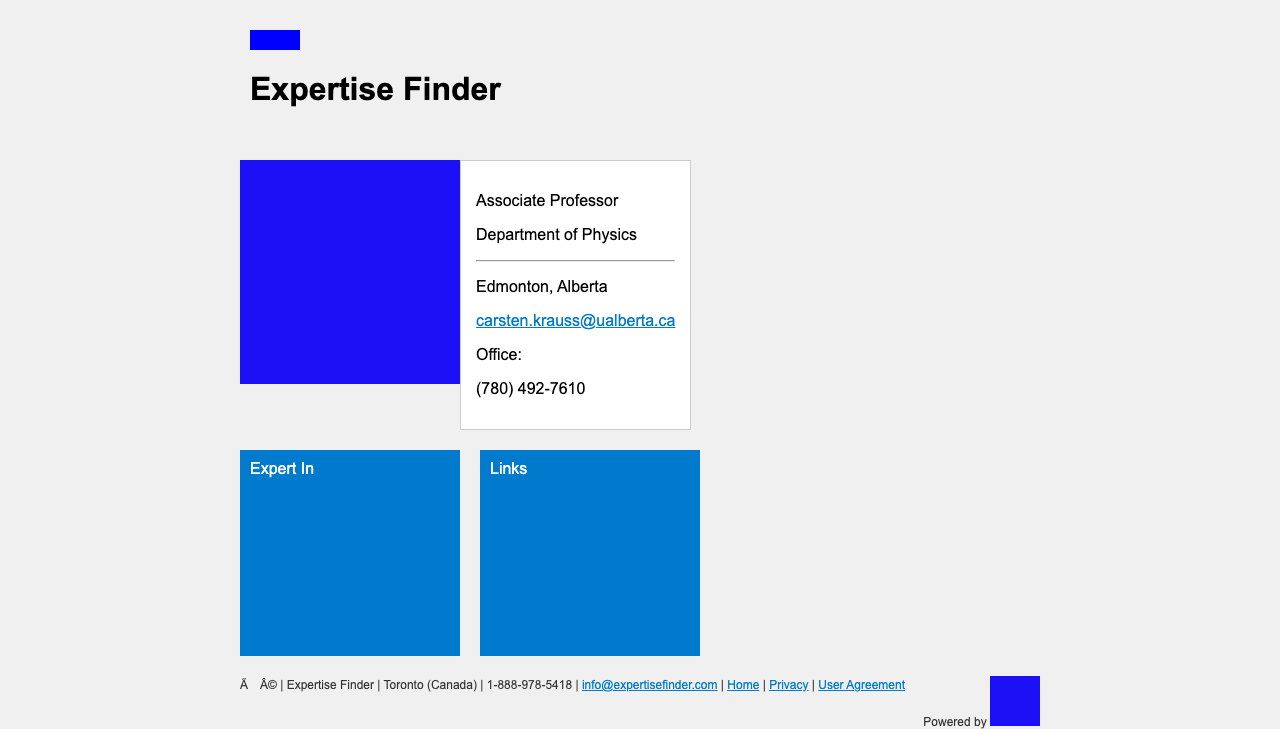 Expertise Finder
Associate Professor
Department of Physics
Edmonton, Alberta
carsten.krauss@ualberta.ca
Office:
(780) 492-7610
Expert In
Links
Ã Â© | Expertise Finder | Toronto (Canada) | 1-888-978-5418 | info@expertisefinder.com | Home | Privacy | User Agreement
Powered by